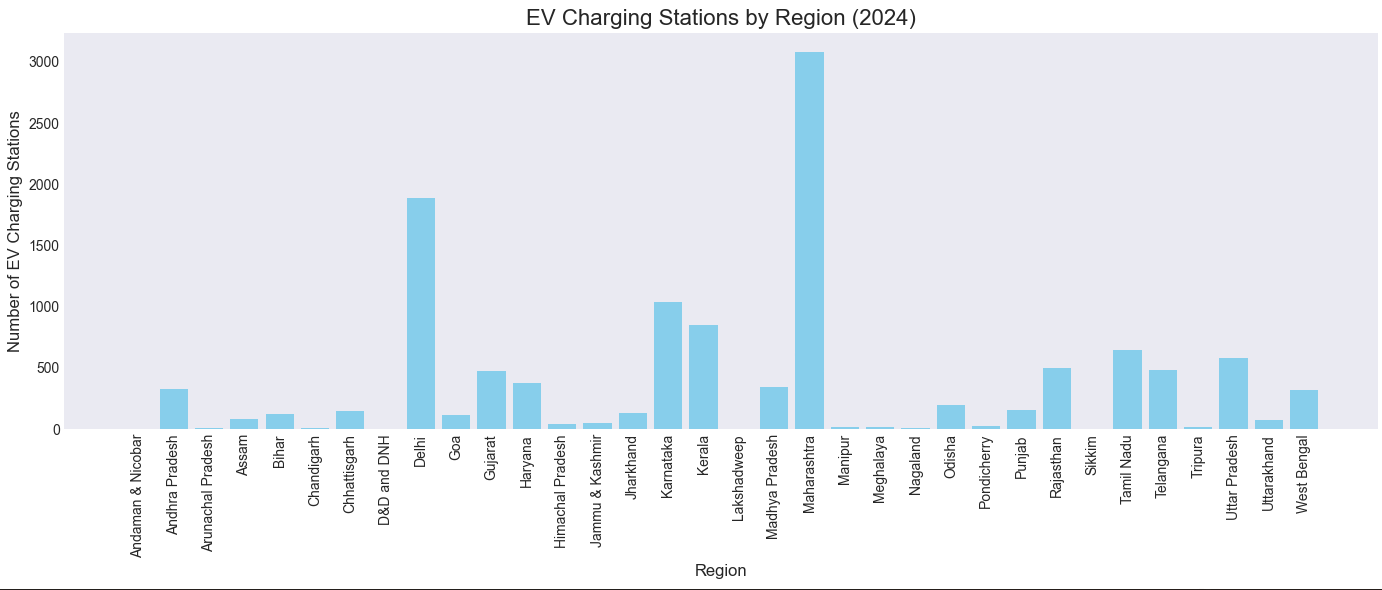 EV Charging Stations by Region (2024)
Number of EV Charging Stations
3000
2500
2000
1500
1000
500
0
Andaman & Nicobar
Andhra Pradesh
Arunachal Pradesh
Assam
Bihar
Chandigarh
Chhattisgarh
D&D and DNH
Delhi
Goa
Gujarat
Haryana
Himachal Pradesh
Jammu & Kashmir
Jharkhand
Karnataka
Kerala
Lakshadweep
Madhya Pradesh
Maharashtra
Manipur
Meghalaya
Nagaland
Odisha
Pondicherry
Punjab
Rajasthan
Sikkim
Tamil Nadu
Telangana
Tripura
Uttar Pradesh
Uttarakhand
West Bengal
Region